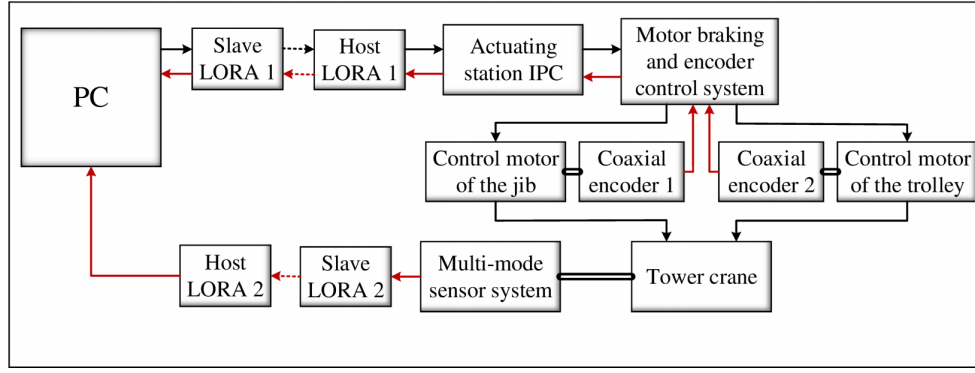 PC
Slave
LORA 1
Host
LORA 1
Actuating
station IPC
Motor braking
and encoder
control system
Control motor
of the jib
Coaxial
encoder 1
Coaxial
encoder 2
Control motor
of the trolley
Host
LORA 2
Slave
LORA 2
Multi-mode
sensor system
Tower crane